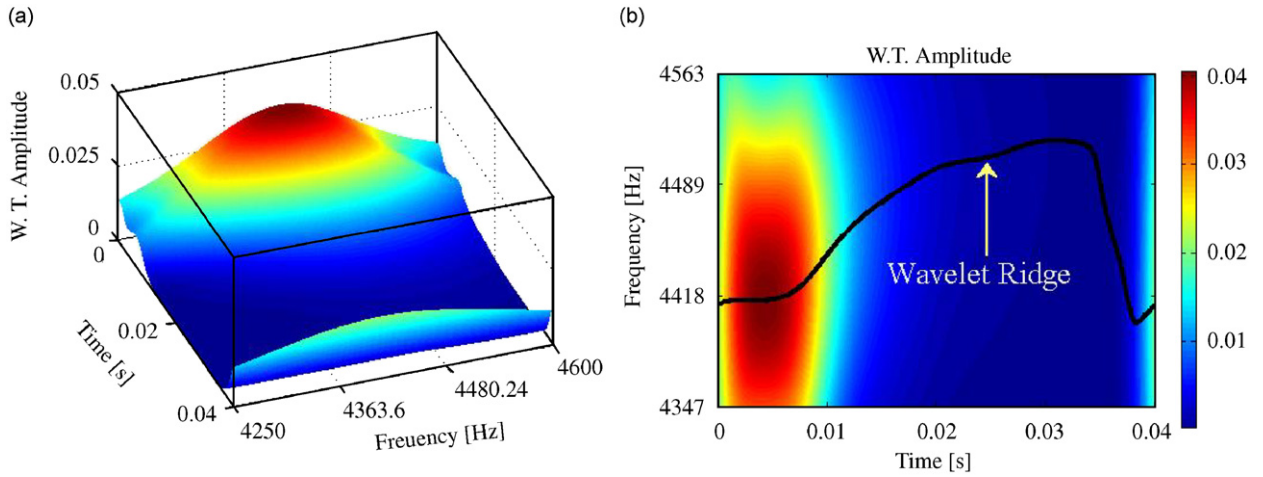 (a)
0.05
0.025
0
0
0.02
0.04
W. T. Amplitude
Time [s]
4250
4363.6
4480.24
4600
Freuency [Hz]
(b)
W.T. Amplitude
4563
4489
4418
4347
Frequency [Hz]
Wavelet Ridge
0
0.01
0.02
0.03
0.04
Time [s]
0.04
0.03
0.02
0.01